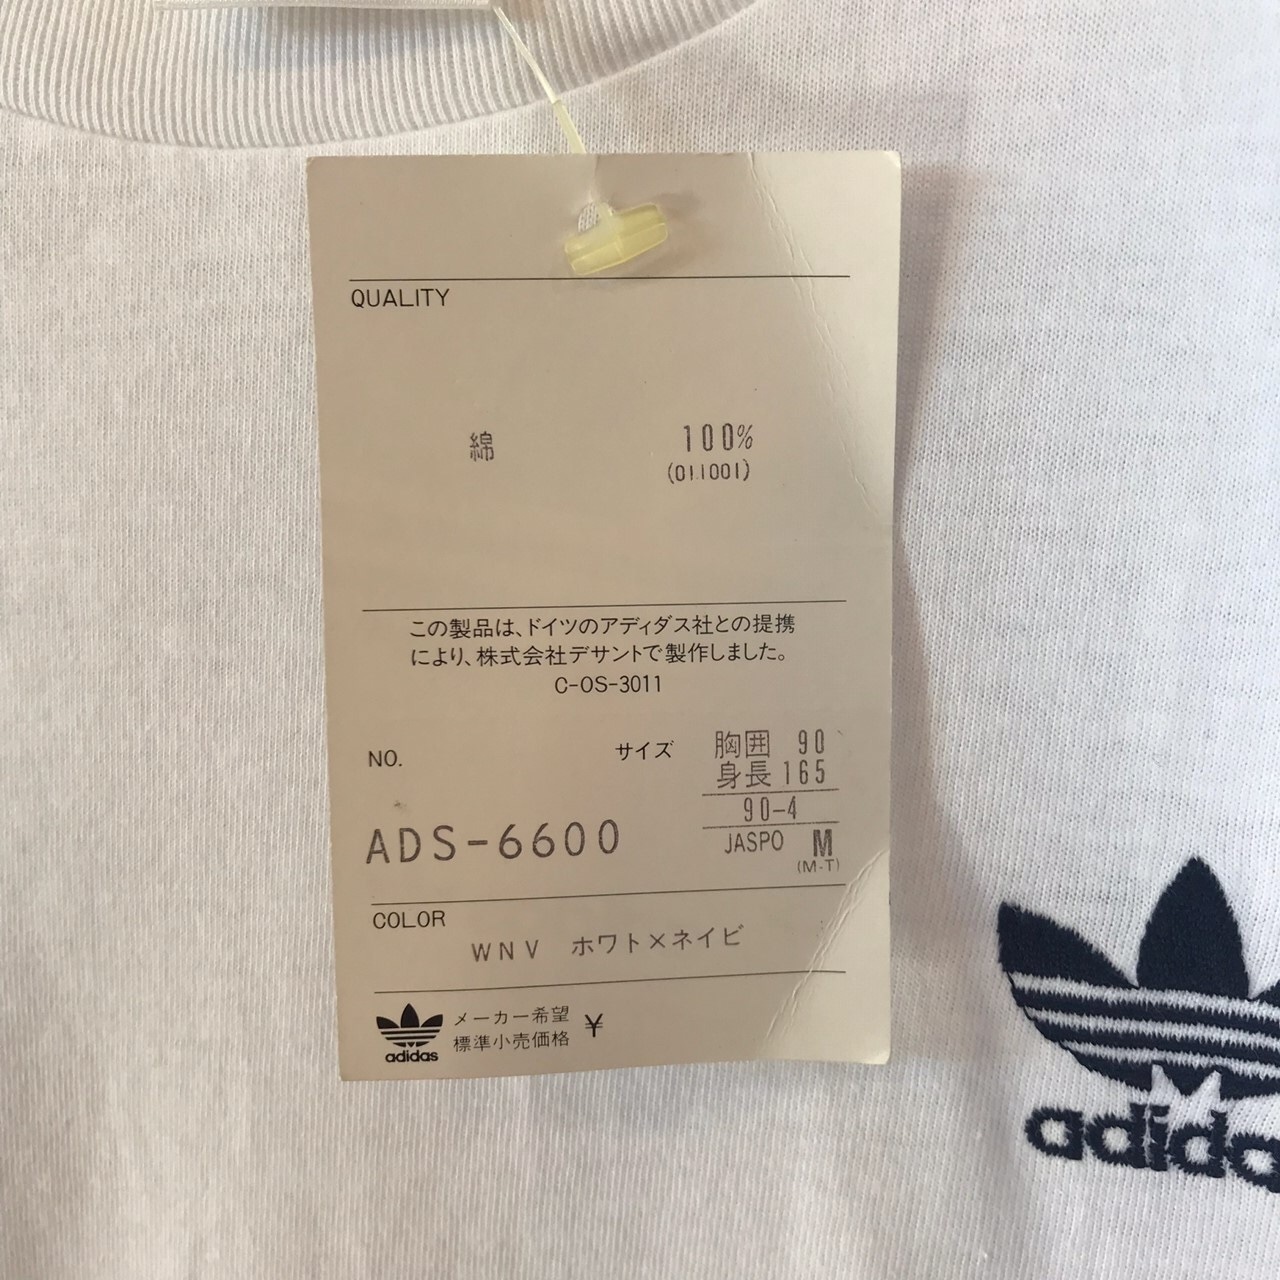 QUALITY
綿 100%
(011001)
この製品は、ドイツのアディダス社との提携
により、株式会社デサントで製作しました。
C-OS-3011
NO.
ADS-6600
サイズ
胸囲 90
身長 165
90-4
JASPO M
(M-T)
COLOR
WNV ホワト×ネイビ
adidas
メーカー希望
標準小売価格 ¥
adida